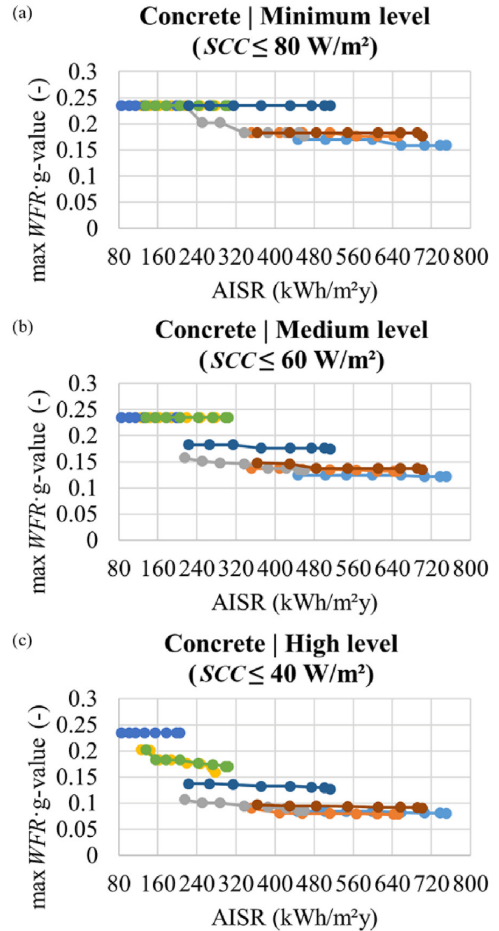 (a)
Concrete | Minimum level
(SCC ≤ 80 W/m²)
max WFR·g-value (-)
0.3
0.25
0.2
0.15
0.1
0.05
0
80 160 240 320 400 480 560 640 720 800
AISR (kWh/m²y)
(b)
Concrete | Medium level
(SCC ≤ 60 W/m²)
max WFR·g-value (-)
0.3
0.25
0.2
0.15
0.1
0.05
0
80 160 240 320 400 480 560 640 720 800
AISR (kWh/m²y)
(c)
Concrete | High level
(SCC ≤ 40 W/m²)
max WFR·g-value (-)
0.3
0.25
0.2
0.15
0.1
0.05
0
80 160 240 320 400 480 560 640 720 800
AISR (kWh/m²y)